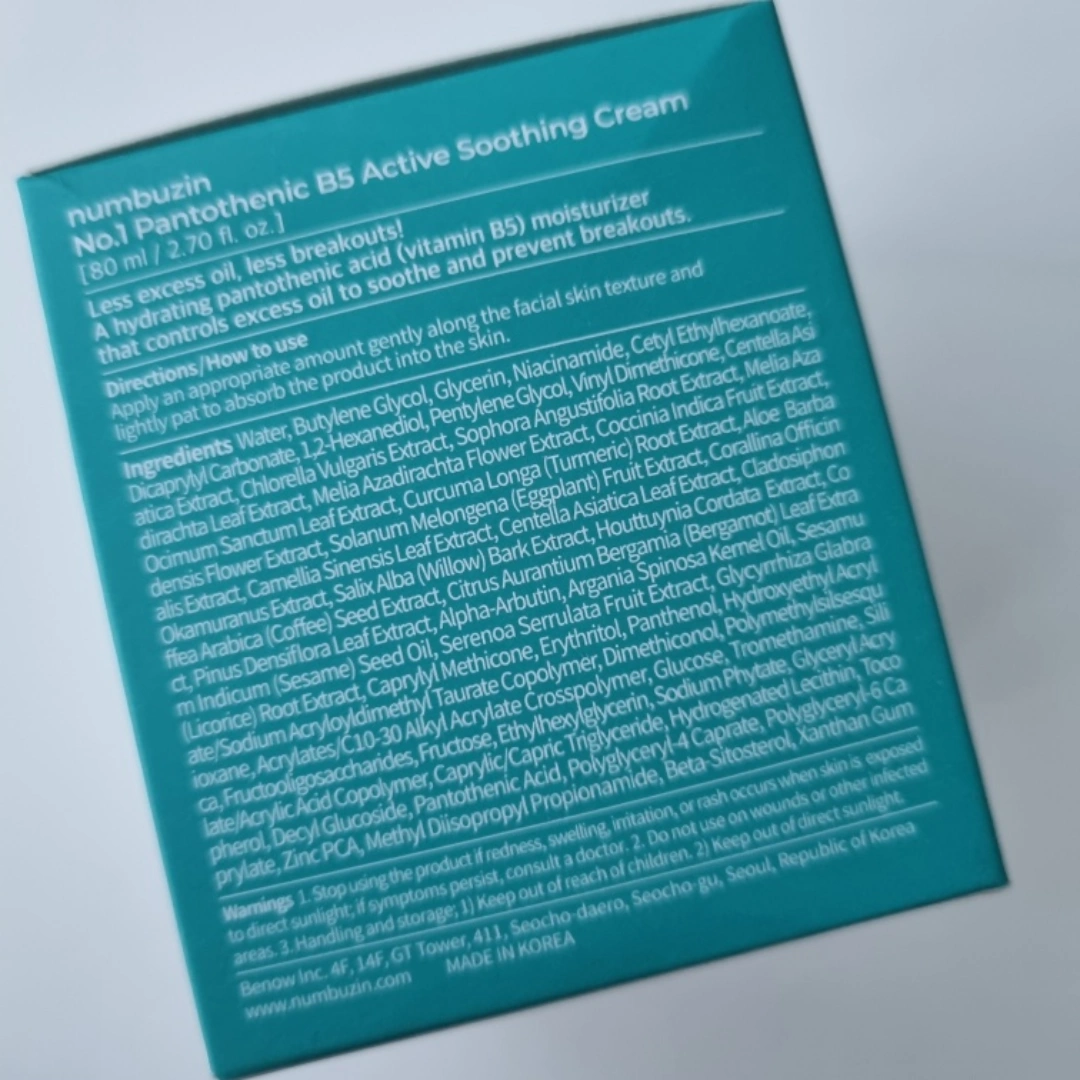 numbuzin
No.1 Pantothenic B5 Active Soothing Cream
[80 ml / 2.70 fl. oz.]
Less excess oil, less breakouts!
A hydrating pantothenic acid (vitamin B5) moisturizer
that controls excess oil to soothe and prevent breakouts.
Directions/How to use
Apply an appropriate amount gently along the facial skin texture and
lightly pat to absorb the product into the skin.
Ingredients Water, Butylene Glycol, Glycerin, Niacinamide, Cetyl Ethylhexanoate,
Dicaprylyl Carbonate, 1,2-Hexanediol, Pentylene Glycol, Vinyl Dimethicone, Centella Asi
atica Extract, Chlorella Vulgaris Extract, Sophora Angustifolia Root Extract, Melia Aza
dirachta Leaf Extract, Melia Azadirachta Flower Extract, Coccinia Indica Fruit Extract,
Ocimum Sanctum Leaf Extract, Curcuma Longa (Turmeric) Root Extract, Aloe Barba
densis Flower Extract, Solanum Melongena (Eggplant) Fruit Extract, Corallina Officin
alis Extract, Camellia Sinensis Leaf Extract, Centella Asiatica Leaf Extract, Cladosiphon
Okamuranus Extract, Salix Alba (Willow) Bark Extract, Houttuynia Cordata Extract, Co
ffea Arabica (Coffee) Seed Extract, Citrus Aurantium Bergamia (Bergamot) Leaf Extra
ct, Pinus Densiflora Leaf Extract, Alpha-Arbutin, Argania Spinosa Kernel Oil, Sesamu
m Indicum (Sesame) Seed Oil, Serenoa Serrulata Fruit Extract, Glycyrrhiza Glabra
(Licorice) Root Extract, Caprylyl Methicone, Erythritol, Panthenol, Hydroxyethyl Acryl
ate/Sodium Acryloyldimethyl Taurate Copolymer, Dimethiconol, Polymethylsilsesqu
ioxane, Acrylates/C10-30 Alkyl Acrylate Crosspolymer, Glucose, Tromethamine, Sili
ca, Fructooligosaccharides, Fructose, Ethylhexylglycerin, Sodium Phytate, Glyceryl Acry
late/Acrylic Acid Copolymer, Caprylic/Capric Triglyceride, Hydrogenated Lecithin, Toco
pherol, Decyl Glucoside, Pantothenic Acid, Polyglyceryl-4 Caprate, Polyglyceryl-6 Ca
prylate, Zinc PCA, Methyl Diisopropyl Propionamide, Beta-Sitosterol, Xanthan Gum
Warnings 1. Stop using the product if redness, swelling, irritation, or rash occurs when skin is exposed
to direct sunlight; if symptoms persist, consult a doctor. 2. Do not use on wounds or other infected
areas. 3. Handling and storage; 1) Keep out of reach of children. 2) Keep out of direct sunlight.
Benow Inc. 4F, 14F, GT Tower, 411, Seocho-daero, Seocho-gu, Seoul, Republic of Korea
www.numbuzin.com MADE IN KOREA